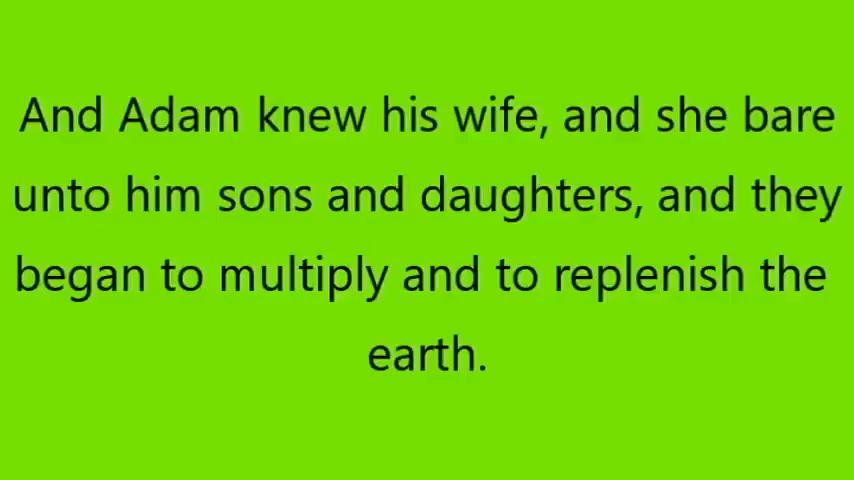 And Adam knew his wife, and she bare
unto him sons and daughters, and they
began to multiply and to replenish the
earth.